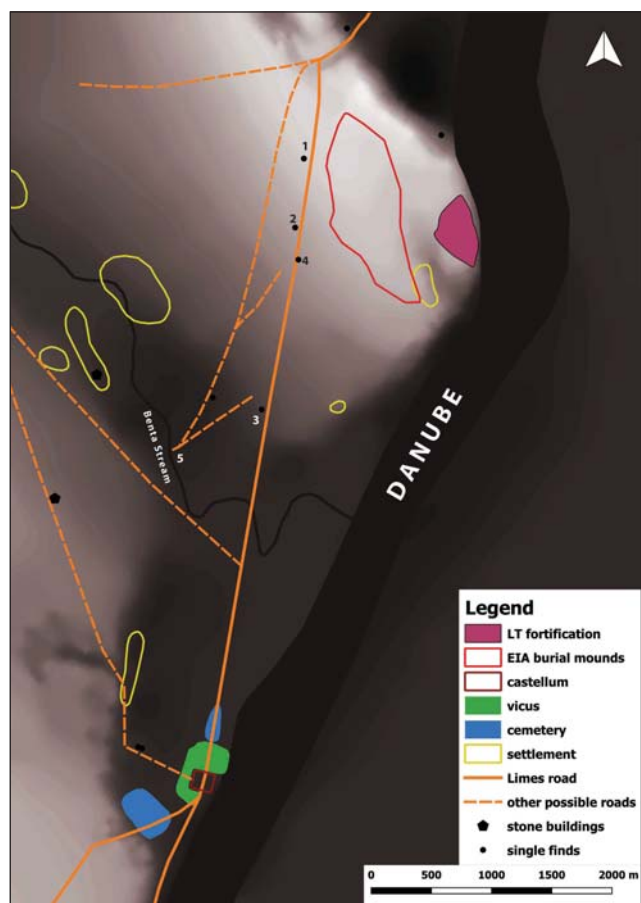 1
2
4
3
5
Benta Stream
DANUBE
Legend
LT fortification
EIA burial mounds
castellum
vicus
cemetery
settlement
Limes road
other possible roads
stone buildings
single finds
0 500 1000 1500 2000 m